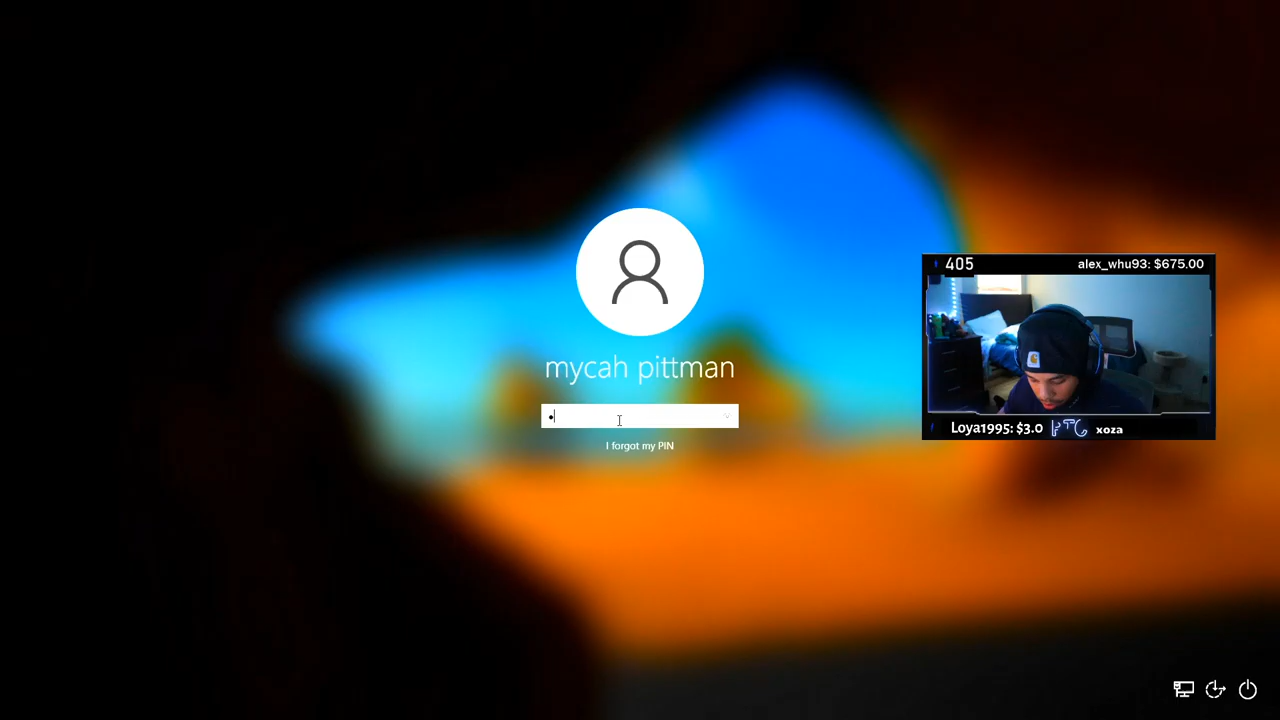 405
alex_whu93: $675.00
mycah pittman
I forgot my PIN
Loya1995: $3.0
xoza